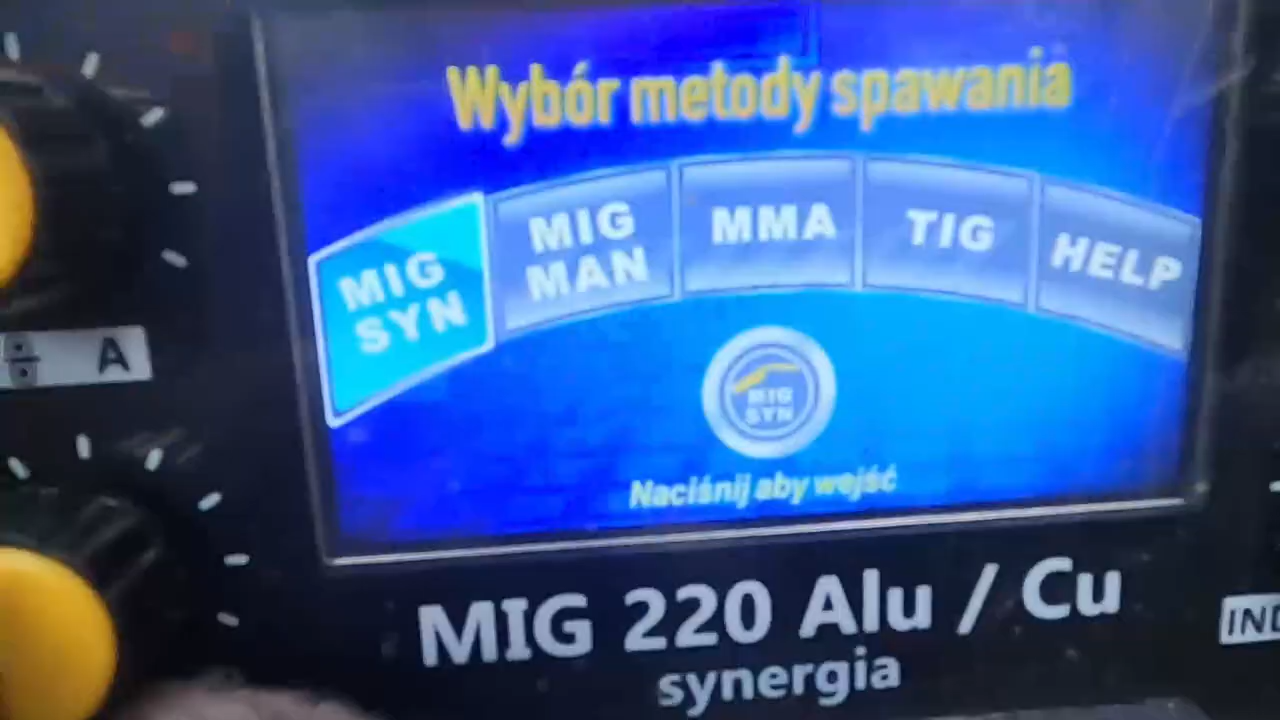 Wybór metody spawania
MIG SYN
MIG MAN
MMA
TIG
HELP
MIG SYN
Naciśnij aby wejść
A
MIG 220 Alu / Cu
synergia